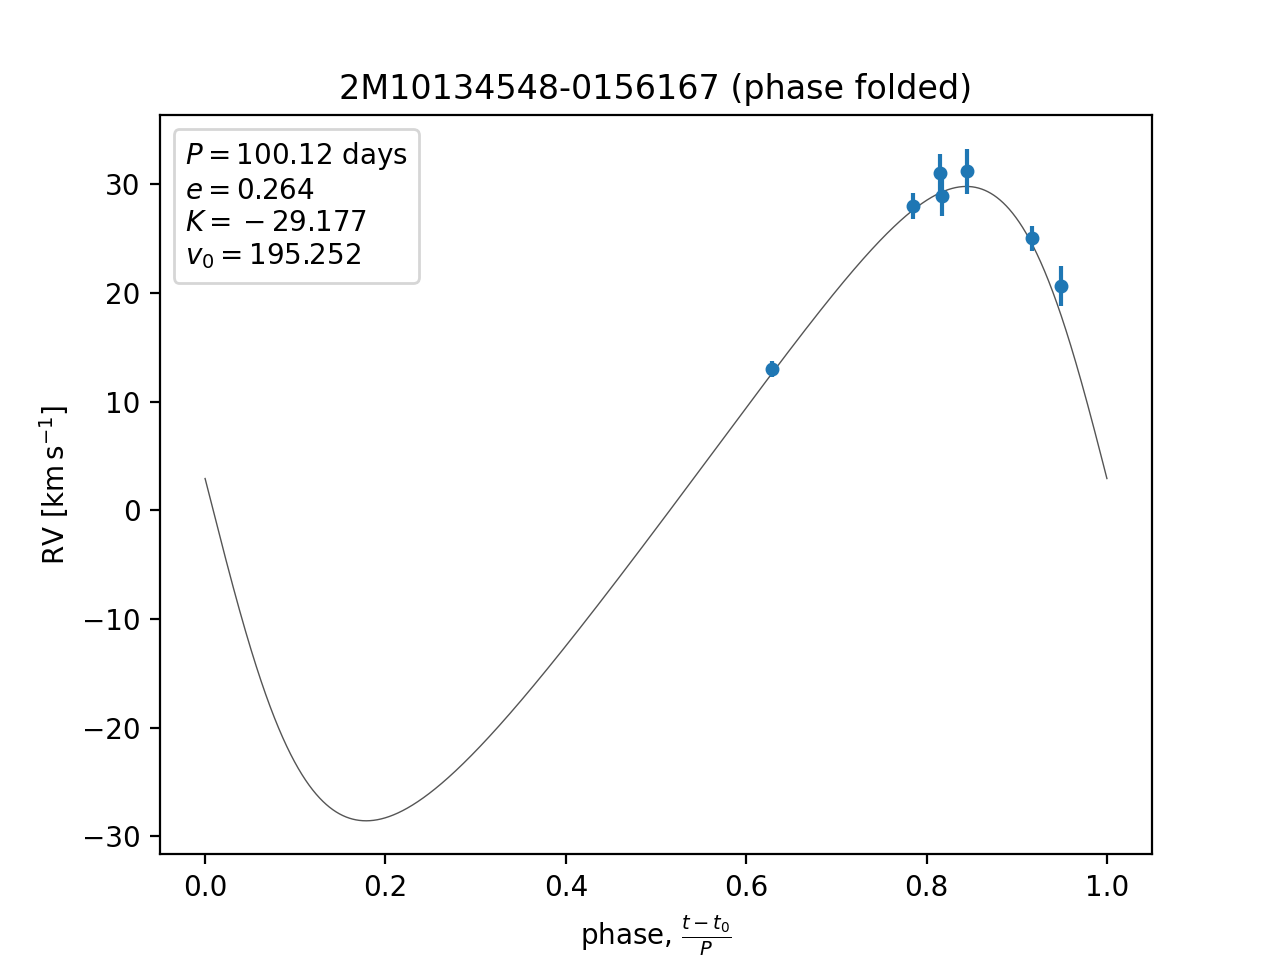 2M10134548-0156167 (phase folded)
P = 100.12 days
e = 0.264
K = −29.177
v₀ = 195.252
30
20
10
0
−10
−20
−30
RV [km s⁻¹]
0.0 0.2 0.4 0.6 0.8 1.0
phase, (t − t₀)/P